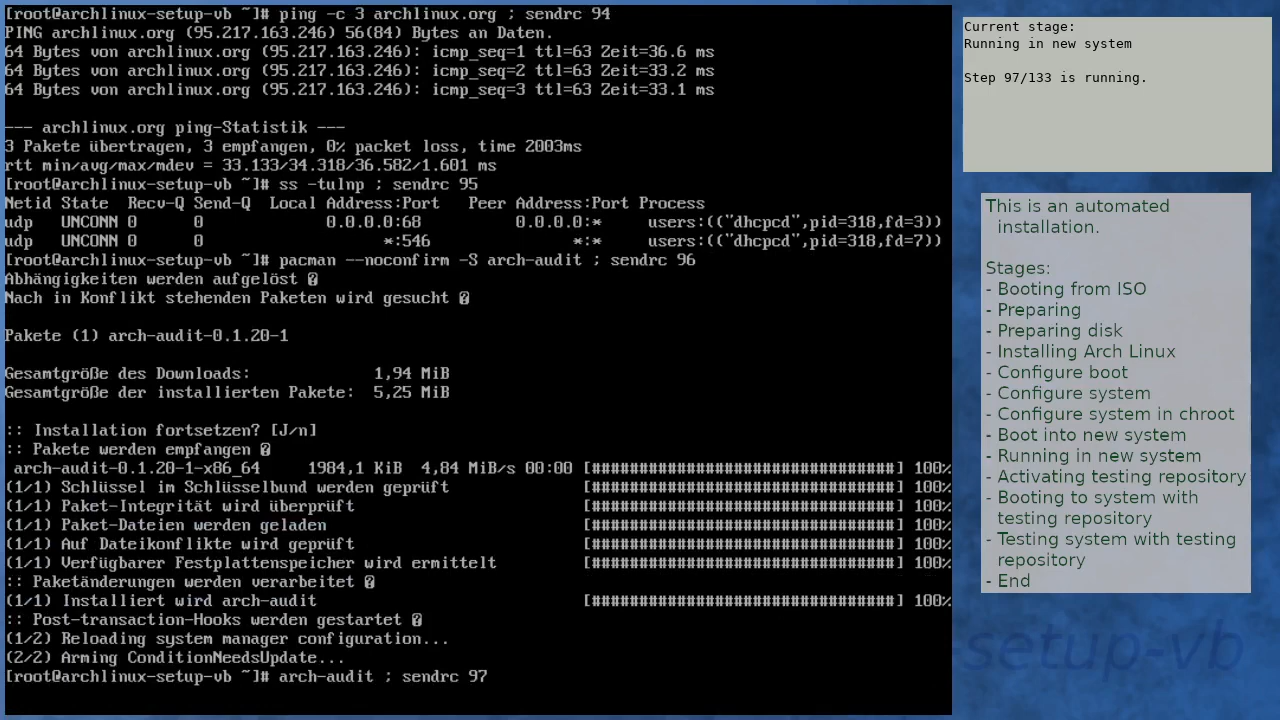 [root@archlinux-setup-vb ~]# ping -c 3 archlinux.org ; sendrc 94
PING archlinux.org (95.217.163.246) 56(84) Bytes an Daten.
64 Bytes von archlinux.org (95.217.163.246): icmp_seq=1 ttl=63 Zeit=36.6 ms
64 Bytes von archlinux.org (95.217.163.246): icmp_seq=2 ttl=63 Zeit=33.2 ms
64 Bytes von archlinux.org (95.217.163.246): icmp_seq=3 ttl=63 Zeit=33.1 ms
--- archlinux.org ping-Statistik ---
3 Pakete übertragen, 3 empfangen, 0% packet loss, time 2003ms
rtt min/avg/max/mdev = 33.133/34.318/36.582/1.601 ms
[root@archlinux-setup-vb ~]# ss -tulnp ; sendrc 95
Netid State  Recv-Q Send-Q  Local Address:Port   Peer Address:Port Process
udp   UNCONN 0      0             0.0.0.0:68          0.0.0.0:*     users:(("dhcpcd",pid=318,fd=3))
udp   UNCONN 0      0                   *:546               *:*     users:(("dhcpcd",pid=318,fd=7))
[root@archlinux-setup-vb ~]# pacman --noconfirm -S arch-audit ; sendrc 96
Abhängigkeiten werden aufgelöst �
Nach in Konflikt stehenden Paketen wird gesucht �
Pakete (1) arch-audit-0.1.20-1
Gesamtgröße des Downloads:             1,94 MiB
Gesamtgröße der installierten Pakete:  5,25 MiB
:: Installation fortsetzen? [J/n]
:: Pakete werden empfangen �
arch-audit-0.1.20-1-x86_64     1984,1 KiB  4,84 MiB/s 00:00 [################################] 100%
(1/1) Schlüssel im Schlüsselbund werden geprüft [################################] 100%
(1/1) Paket-Integrität wird überprüft [################################] 100%
(1/1) Paket-Dateien werden geladen [################################] 100%
(1/1) Auf Dateikonflikte wird geprüft [################################] 100%
(1/1) Verfügbarer Festplattenspeicher wird ermittelt [################################] 100%
:: Paketänderungen werden verarbeitet �
(1/1) Installiert wird arch-audit [################################] 100%
:: Post-transaction-Hooks werden gestartet �
(1/2) Reloading system manager configuration...
(2/2) Arming ConditionNeedsUpdate...
[root@archlinux-setup-vb ~]# arch-audit ; sendrc 97
Current stage:
Running in new system
Step 97/133 is running.
This is an automated
installation.
Stages:
- Booting from ISO
- Preparing
- Preparing disk
- Installing Arch Linux
- Configure boot
- Configure system
- Configure system in chroot
- Boot into new system
- Running in new system
- Activating testing repository
- Booting to system with
testing repository
- Testing system with testing
repository
- End
-setup-vb